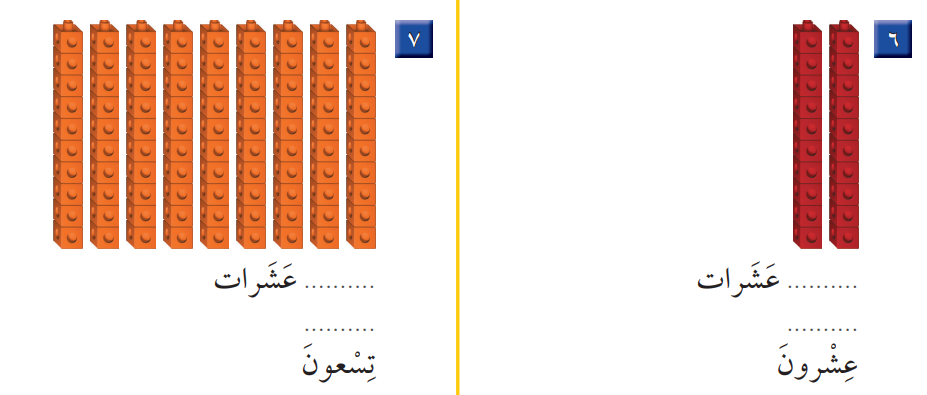 ٦
.......... عَشَرات
..........
عِشْرونَ
٧
.......... عَشَرات
..........
تِسْعونَ